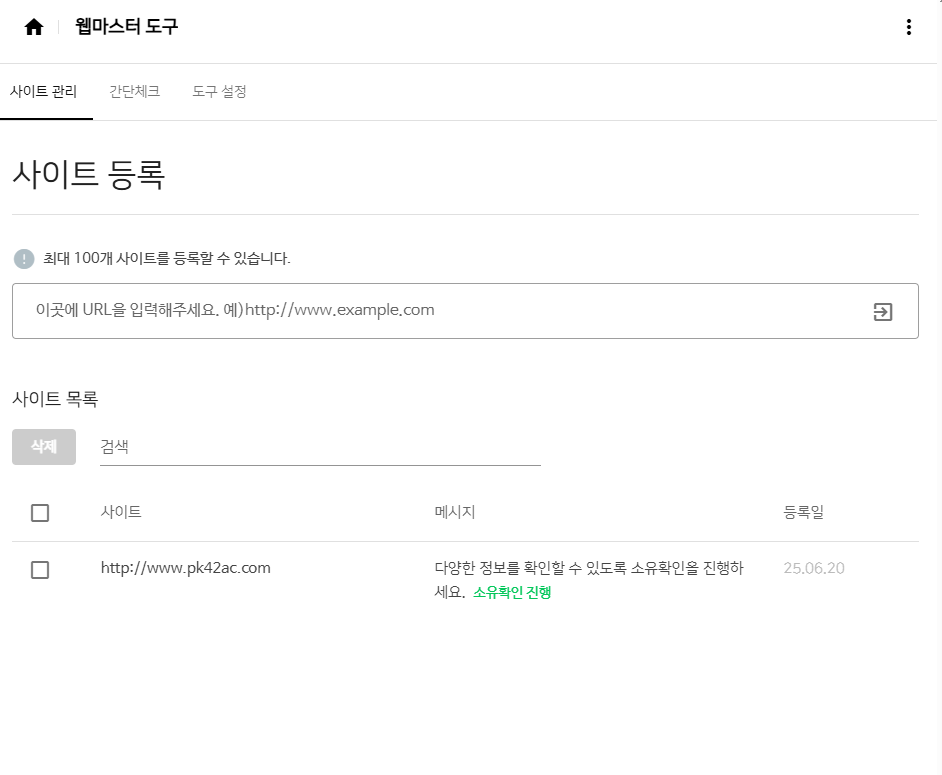 웹마스터 도구
사이트 관리 간단체크 도구 설정
사이트 등록
최대 100개 사이트를 등록할 수 있습니다.
이곳에 URL을 입력해주세요. 예)http://www.example.com
사이트 목록
삭제 검색
사이트 메시지 등록일
http://www.pk42ac.com 다양한 정보를 확인할 수 있도록 소유확인을 진행하 25.06.20
세요. 소유확인 진행